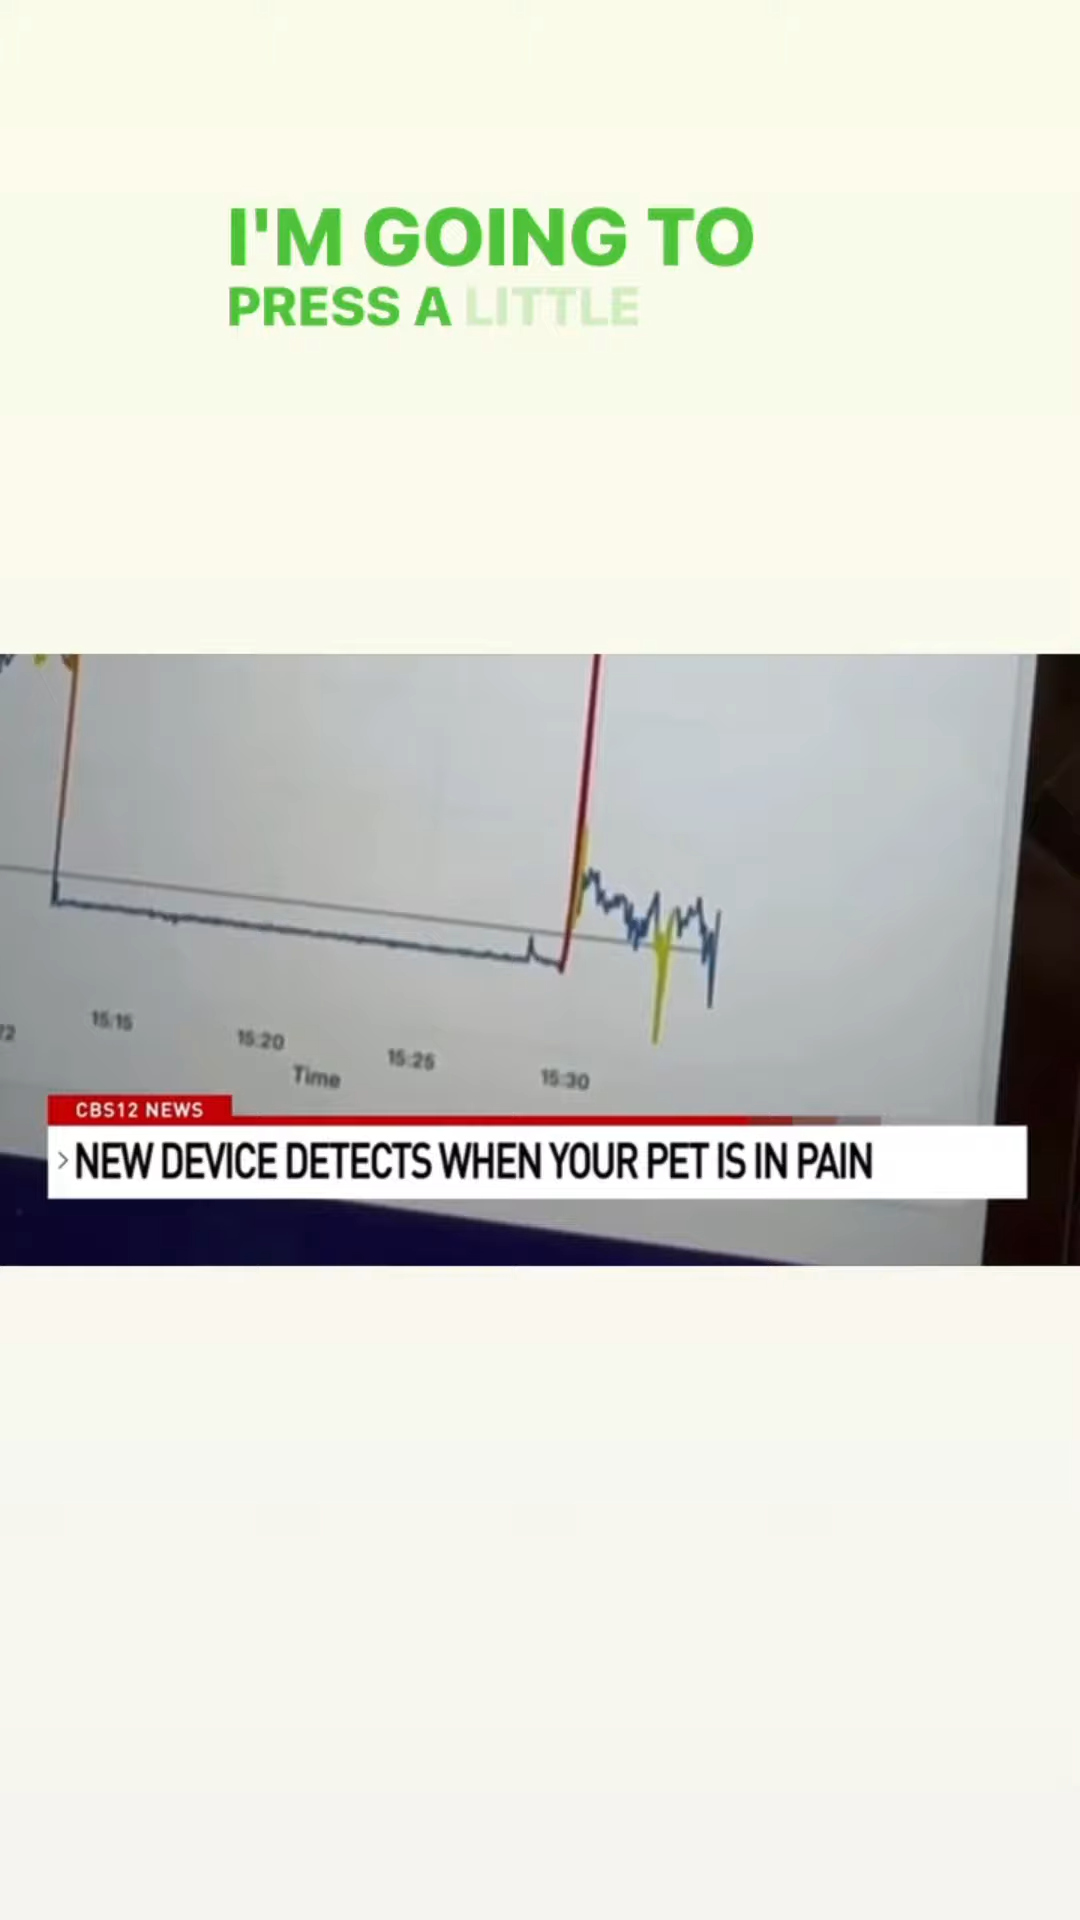 I'M GOING TO
PRESS A LITTLE
15:15
15:20
15:25
15:30
Time
CBS12 NEWS
NEW DEVICE DETECTS WHEN YOUR PET IS IN PAIN